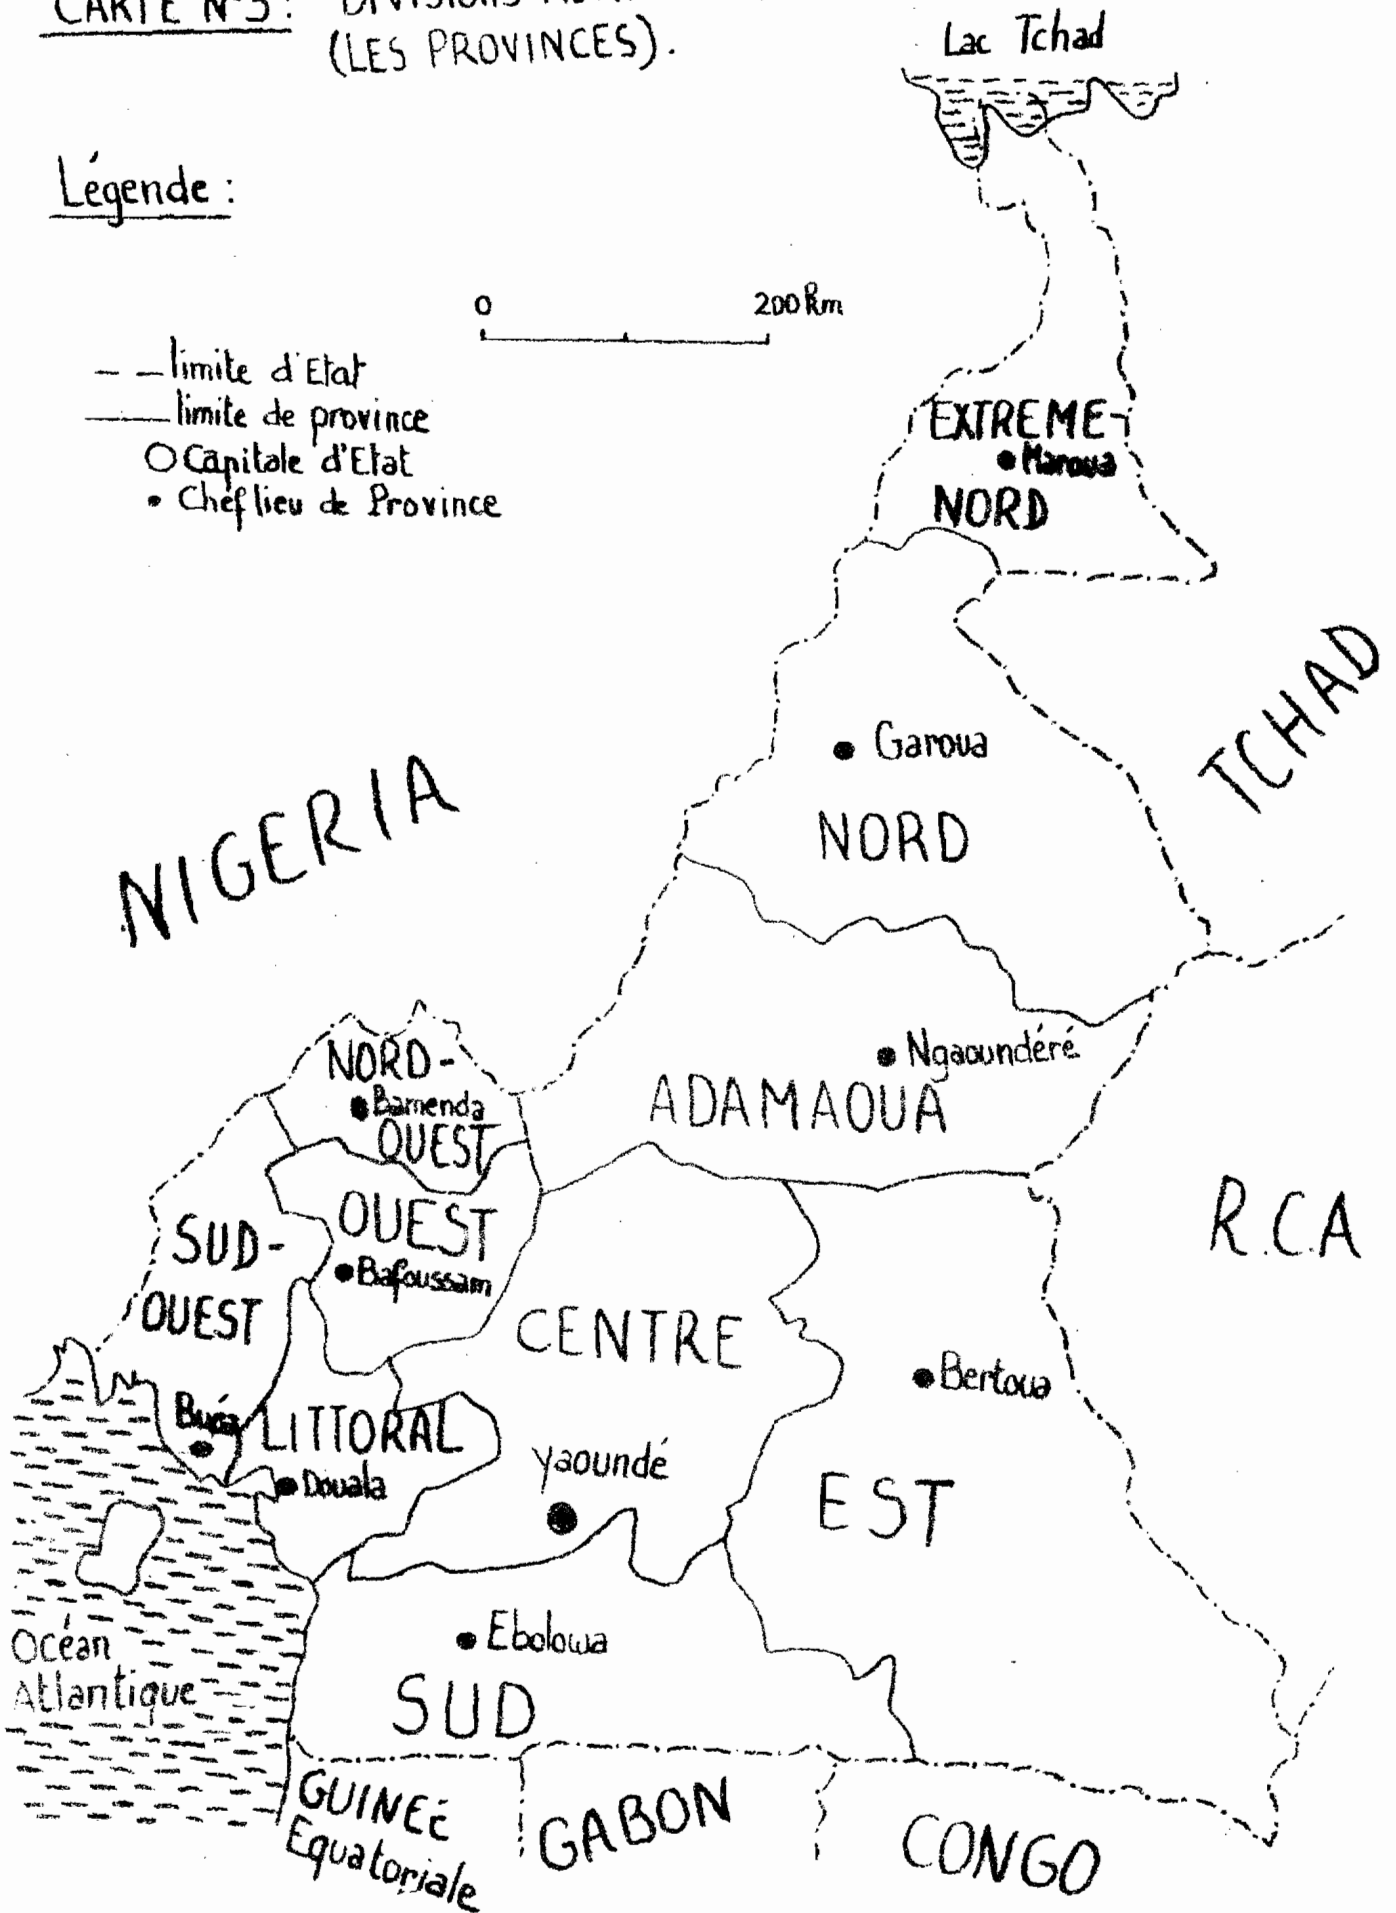 CARTE N°3:
(LES PROVINCES).
Lac Tchad
Légende :
0 200 Km
limite d'Etat
limite de province
Capitale d'Etat
Chef lieu de Province
EXTREME-
Maroua
NORD
TCHAD
Garoua
NORD
NIGERIA
Ngaoundéré
ADAMAOUA
NORD-
Bamenda
OUEST
R.C.A
OUEST
Bafoussam
SUD-
OUEST
CENTRE
Bertoua
Buéa
LITTORAL
Douala
Yaoundé
EST
Océan
Atlantique
Ebolowa
SUD
GUINEE
Equatoriale
GABON
CONGO